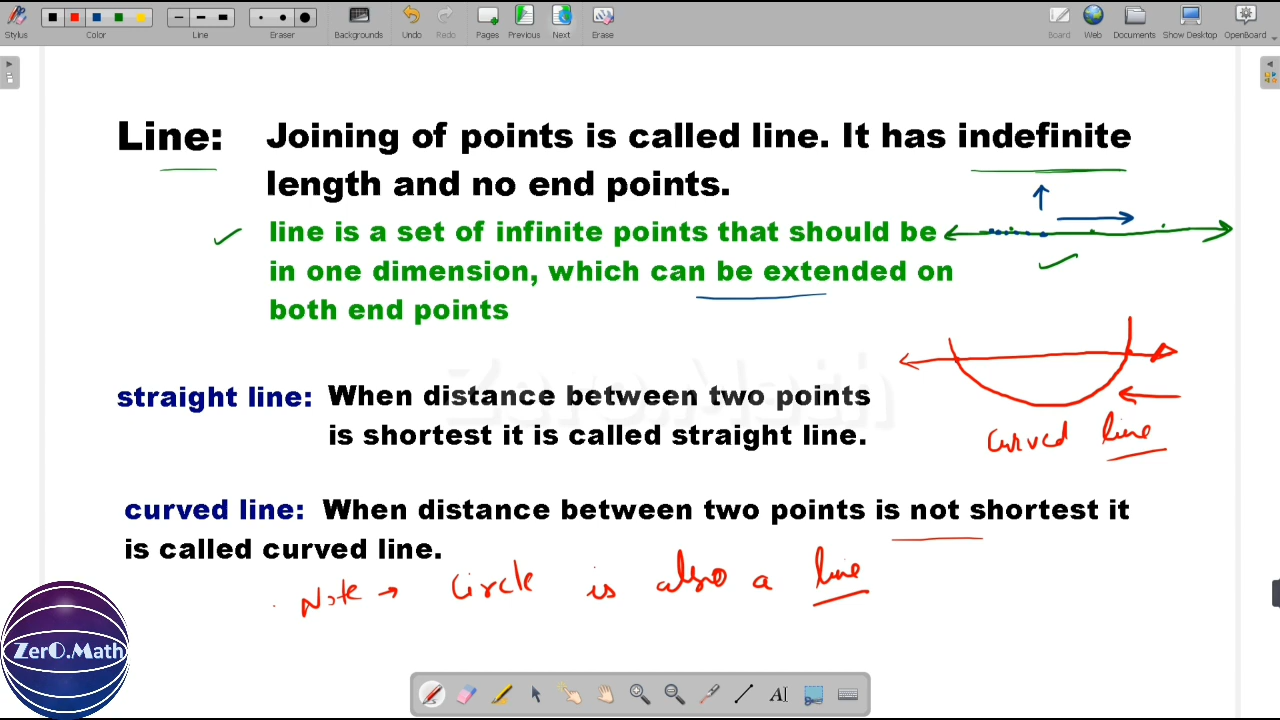 Stylus Color Line Eraser Backgrounds Undo Redo Pages Previous Next Erase Board Web Documents Show Desktop OpenBoard
Line: Joining of points is called line. It has indefinite
length and no end points.
line is a set of infinite points that should be
in one dimension, which can be extended on
both end points
straight line: When distance between two points
is shortest it is called straight line.
curved line
Zero.Math
curved line: When distance between two points is not shortest it
is called curved line.
Note → Circle is also a line
ZerO.Math
AI